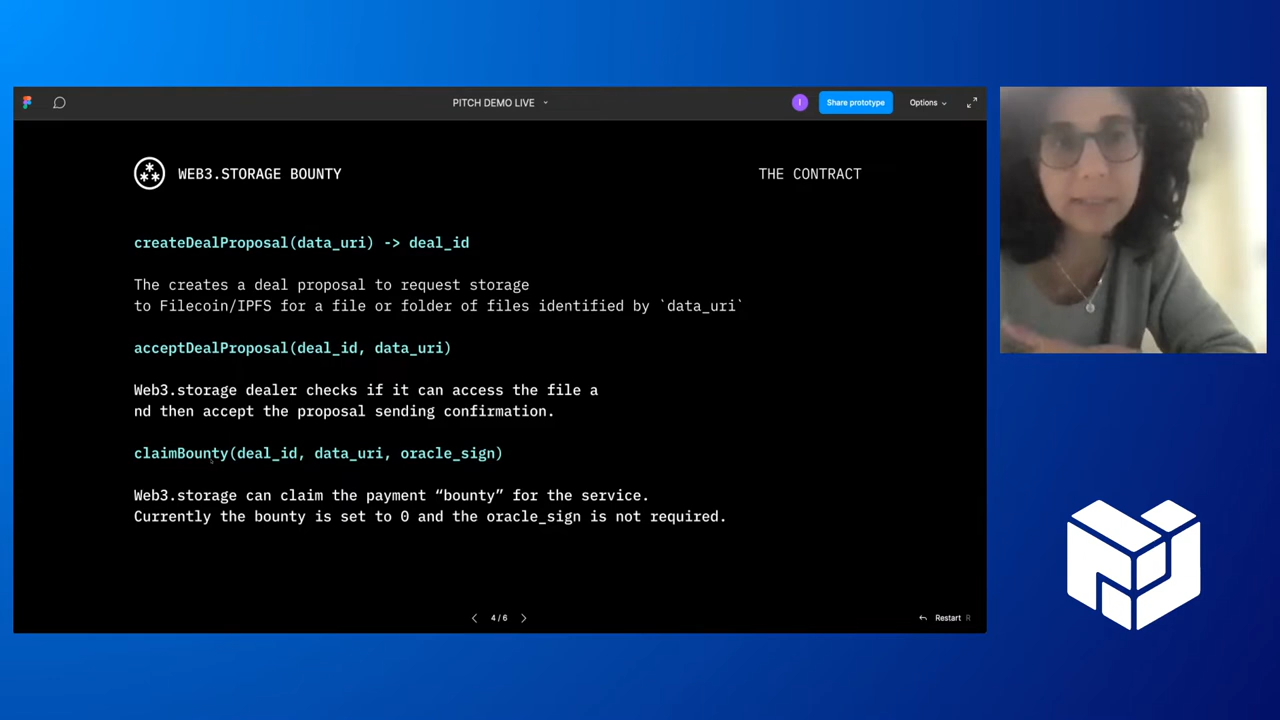 PITCH DEMO LIVE
I
Share prototype
Options
WEB3.STORAGE BOUNTY
THE CONTRACT
createDealProposal(data_uri) -> deal_id
The creates a deal proposal to request storage
to Filecoin/IPFS for a file or folder of files identified by `data_uri`
acceptDealProposal(deal_id, data_uri)
Web3.storage dealer checks if it can access the file a
nd then accept the proposal sending confirmation.
claimBounty(deal_id, data_uri, oracle_sign)
Web3.storage can claim the payment “bounty” for the service.
Currently the bounty is set to 0 and the oracle_sign is not required.
4 / 6
Restart R